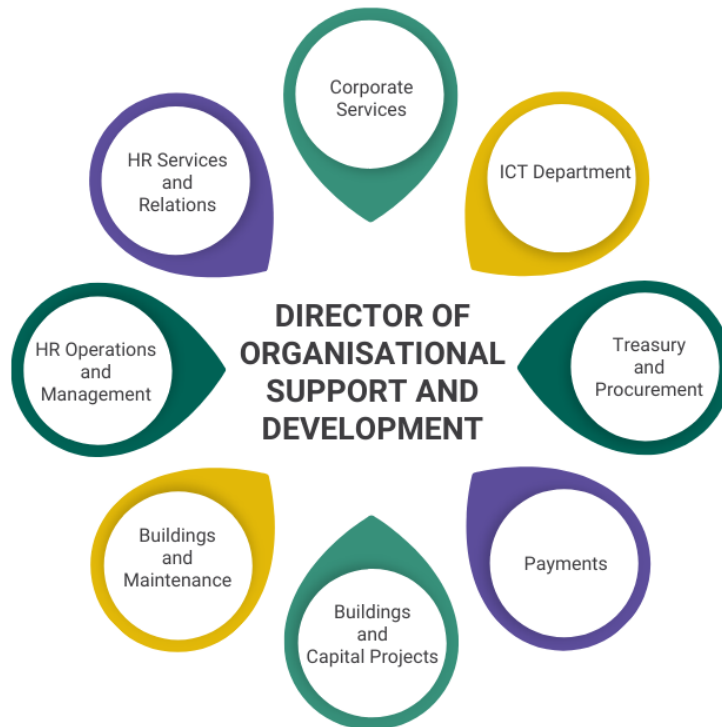 Corporate
Services
ICT Department
Treasury
and
Procurement
Payments
Buildings
and
Capital Projects
Buildings
and
Maintenance
HR Operations
and
Management
HR Services
and
Relations
DIRECTOR OF
ORGANISATIONAL
SUPPORT AND
DEVELOPMENT